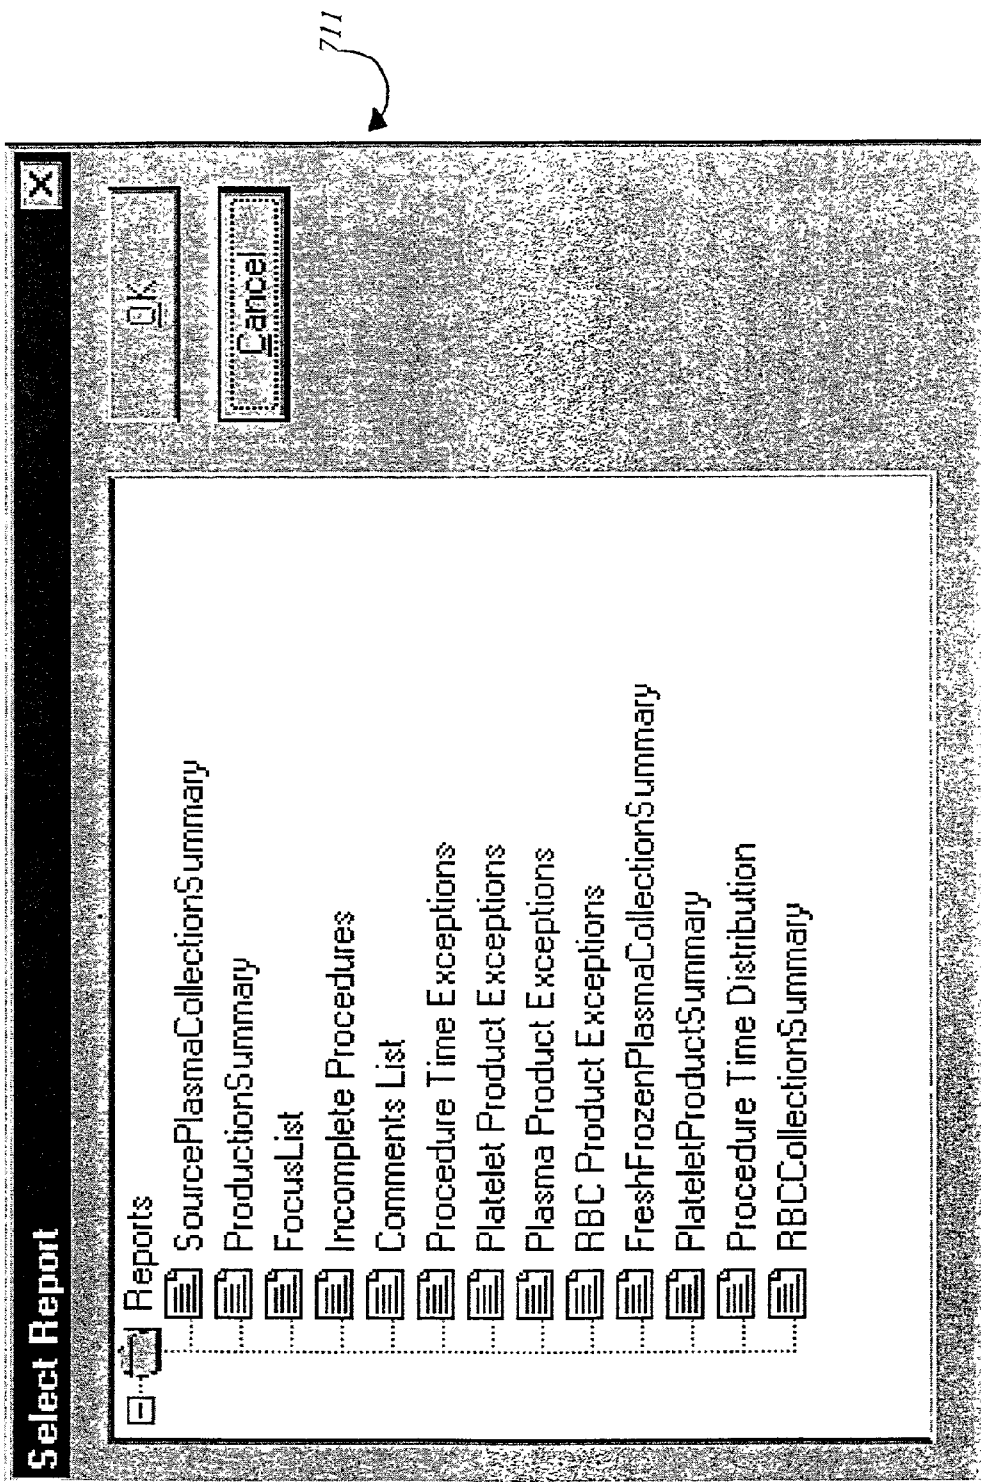 711
Select Report
Reports
SourcePlasmaCollectionSummary
ProductionSummary
FocusList
Incomplete Procedures
Comments List
Procedure Time Exceptions
Platelet Product Exceptions
Plasma Product Exceptions
RBC Product Exceptions
FreshFrozenPlasmaCollectionSummary
PlateletProductSummary
Procedure Time Distribution
RBCCollectionSummary
OK
Cancel